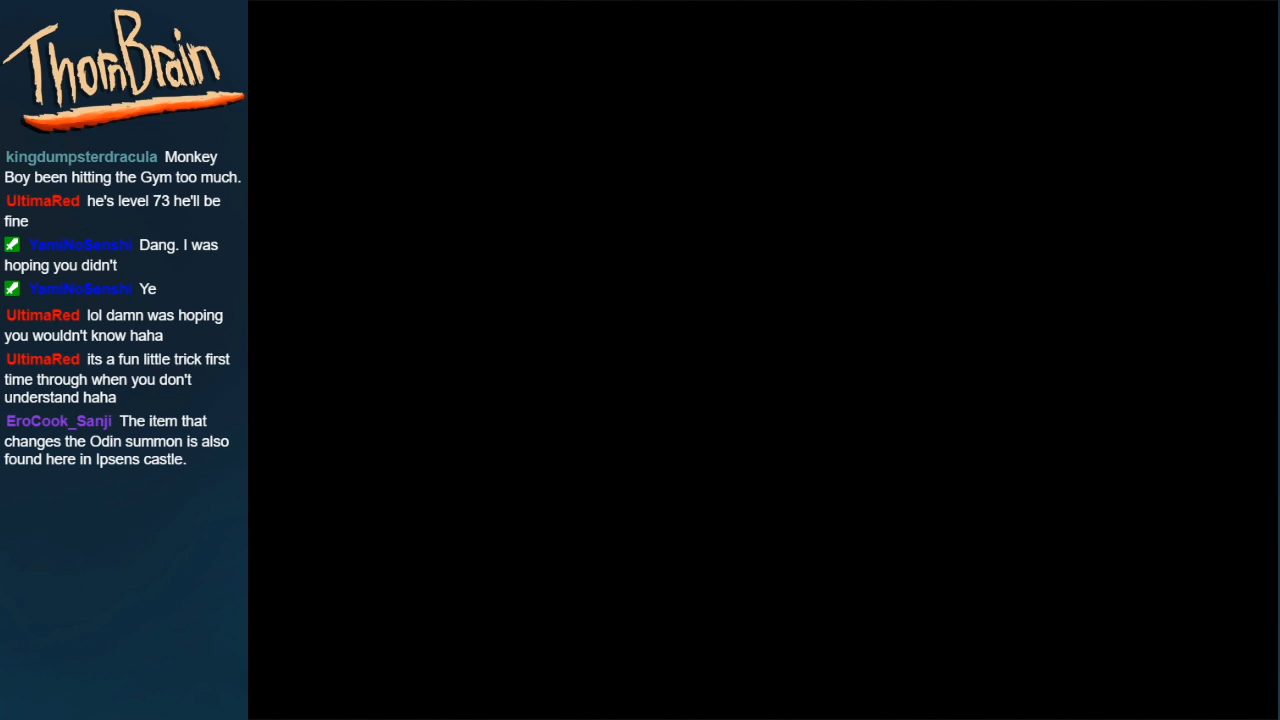 ThornBrain
kingdumpsterdracula Monkey
Boy been hitting the Gym too much.
UltimaRed he's level 73 he'll be
fine
YamiNoSenshi Dang. I was
hoping you didn't
YamiNoSenshi Ye
UltimaRed lol damn was hoping
you wouldn't know haha
UltimaRed its a fun little trick first
time through when you don't
understand haha
EroCook_Sanji The item that
changes the Odin summon is also
found here in Ipsens castle.